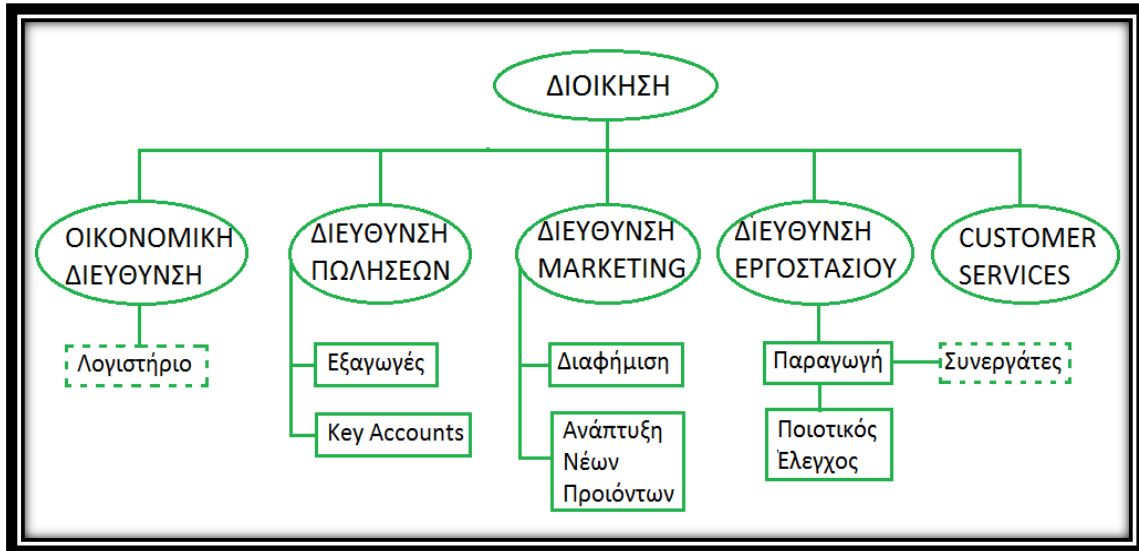 ΔΙΟΙΚΗΣΗ
ΟΙΚΟΝΟΜΙΚΗ
ΔΙΕΥΘΥΝΣΗ
ΔΙΕΥΘΥΝΣΗ
ΠΩΛΗΣΕΩΝ
ΔΙΕΥΘΥΝΣΗ
MARKETING
ΔΙΕΥΘΥΝΣΗ
ΕΡΓΟΣΤΑΣΙΟΥ
CUSTOMER
SERVICES
Λογιστήριο
Εξαγωγές
Διαφήμιση
Παραγωγή
Συνεργάτες
Key Accounts
Ανάπτυξη
Νέων
Προιόντων
Ποιοτικός
Έλεγχος